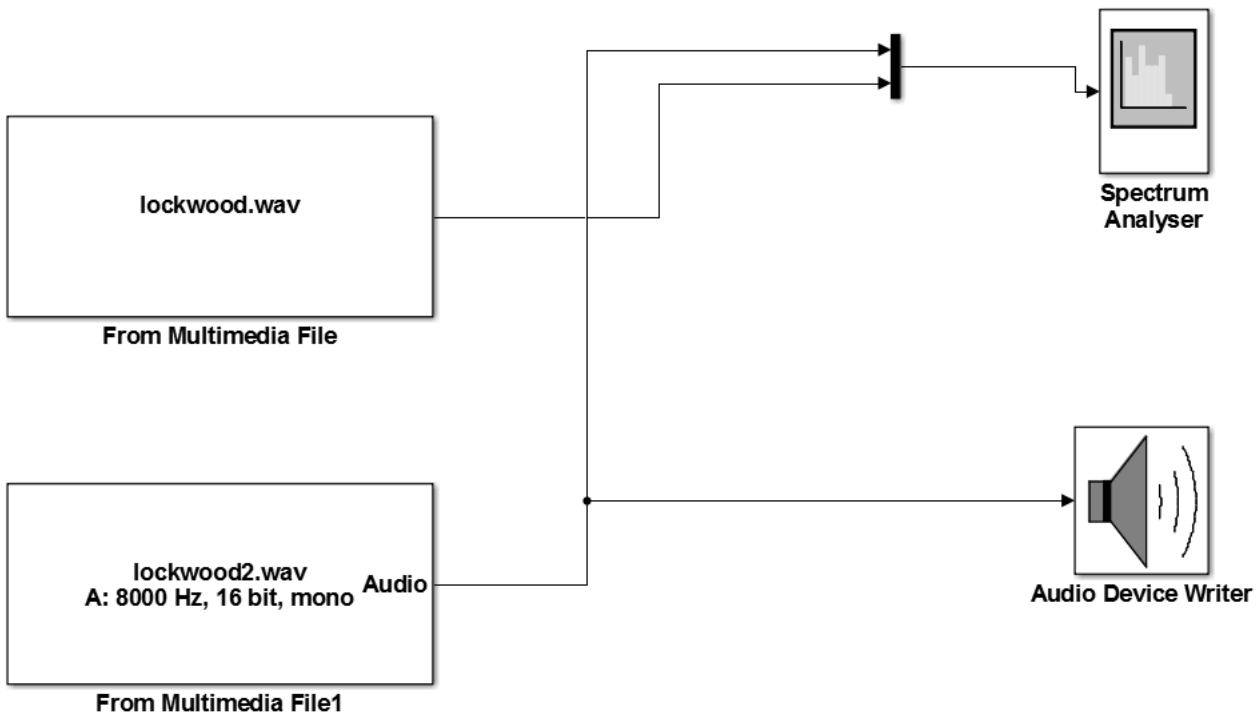 lockwood.wav
From Multimedia File
Spectrum
Analyser
lockwood2.wav
A: 8000 Hz, 16 bit, mono
Audio
From Multimedia File1
Audio Device Writer